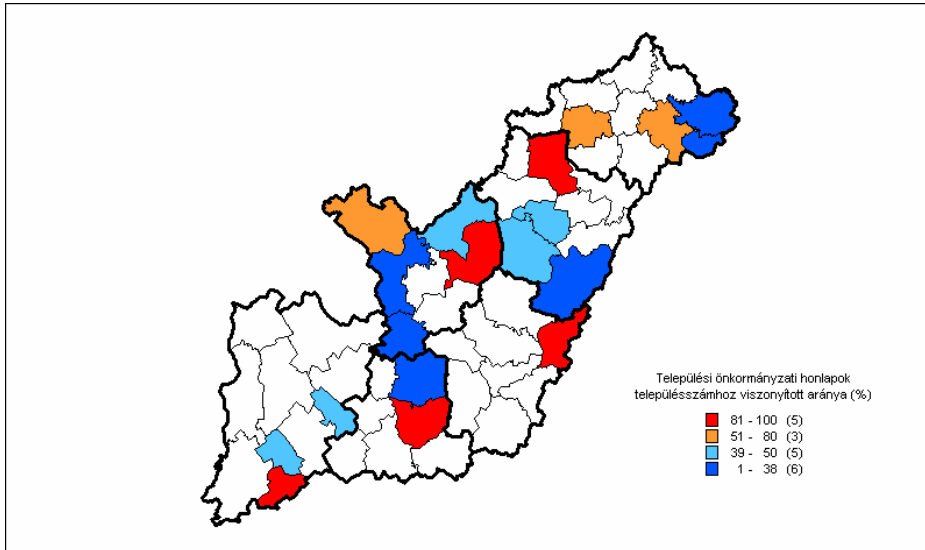 Települési önkormányzati honlapok
településszámhoz viszonyított aránya (%)
81 - 100 (5)
51 - 80 (3)
39 - 50 (5)
1 - 38 (6)